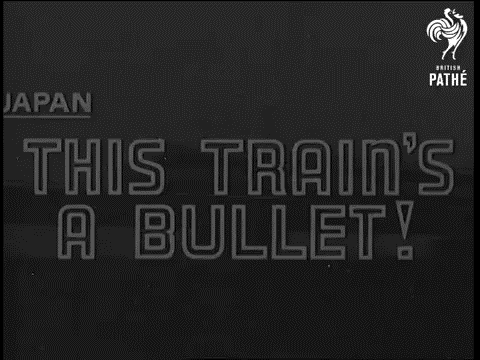 BRITISH
PATHÉ
JAPAN
THIS TRAIN'S
A BULLET!